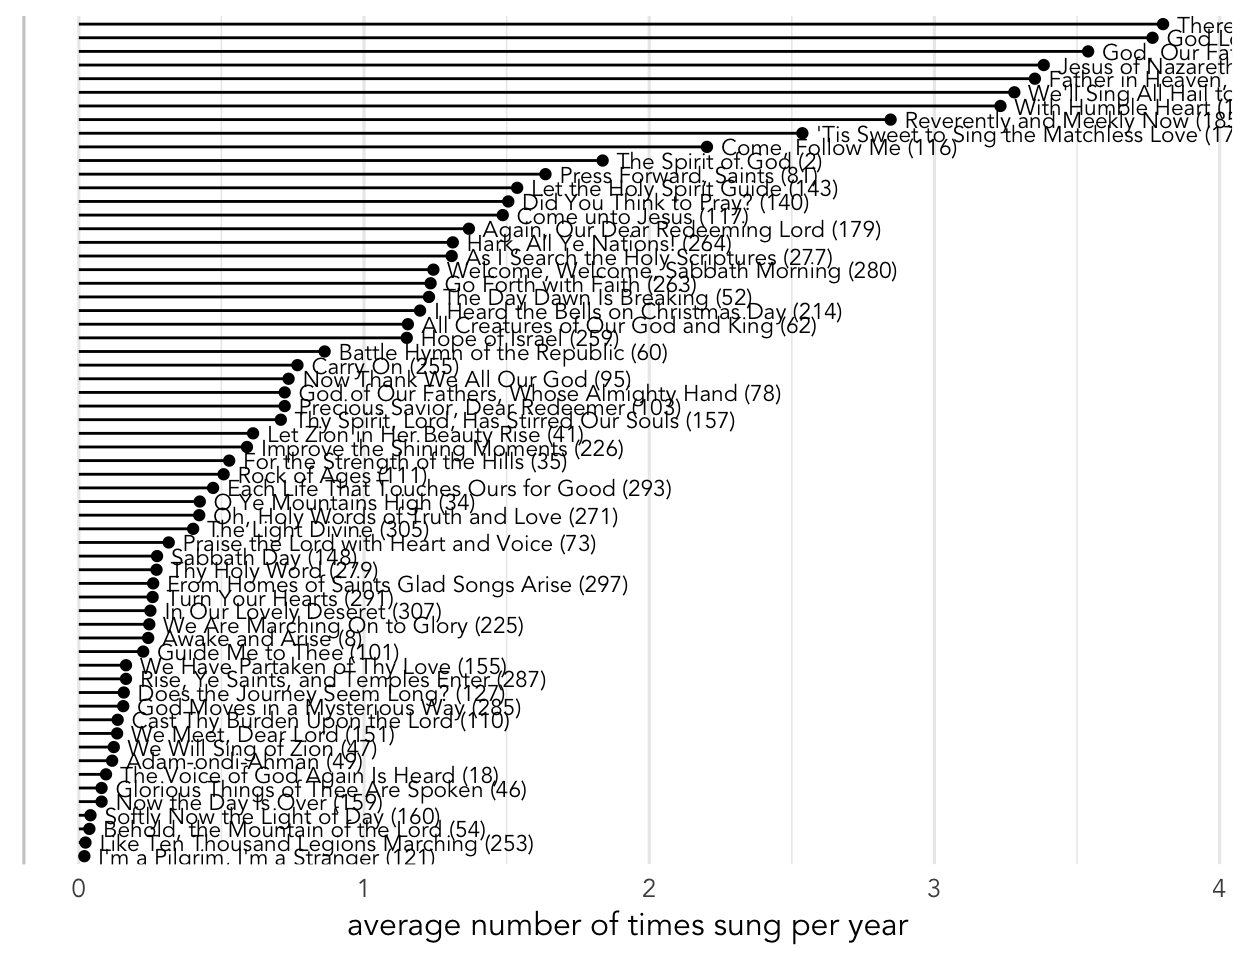 There
God Lo
God, Our Fat
Jesus of Nazareth
Father in Heaven,
We'll Sing All Hail to
With Humble Heart (1
Reverently and Meekly Now (185
'Tis Sweet to Sing the Matchless Love (17
Come, Follow Me (116)
The Spirit of God (2)
Press Forward, Saints (81)
Let the Holy Spirit Guide (143)
Did You Think to Pray? (140)
Come unto Jesus (117)
Again, Our Dear Redeeming Lord (179)
Hark, All Ye Nations! (264)
As I Search the Holy Scriptures (277)
Welcome, Welcome, Sabbath Morning (280)
Go Forth with Faith (263)
The Day Dawn Is Breaking (52)
I Heard the Bells on Christmas Day (214)
All Creatures of Our God and King (62)
Hope of Israel (259)
Battle Hymn of the Republic (60)
Carry On (255)
Now Thank We All Our God (95)
God of Our Fathers, Whose Almighty Hand (78)
Precious Savior, Dear Redeemer (103)
Thy Spirit, Lord, Has Stirred Our Souls (157)
Let Zion in Her Beauty Rise (41)
Improve the Shining Moments (226)
For the Strength of the Hills (35)
Rock of Ages (111)
Each Life That Touches Ours for Good (293)
O Ye Mountains High (34)
Oh, Holy Words of Truth and Love (271)
The Light Divine (305)
Praise the Lord with Heart and Voice (73)
Sabbath Day (148)
Thy Holy Word (279)
From Homes of Saints Glad Songs Arise (297)
Turn Your Hearts (291)
In Our Lovely Deseret (307)
We Are Marching On to Glory (225)
Awake and Arise (8)
Guide Me to Thee (101)
We Have Partaken of Thy Love (155)
Rise, Ye Saints, and Temples Enter (287)
Does the Journey Seem Long? (127)
God Moves in a Mysterious Way (285)
Cast Thy Burden Upon the Lord (110)
We Meet, Dear Lord (151)
We Will Sing of Zion (47)
Adam-ondi-Ahman (49)
The Voice of God Again Is Heard (18)
Glorious Things of Thee Are Spoken (46)
Now the Day Is Over (159)
Softly Now the Light of Day (160)
Behold, the Mountain of the Lord (54)
Like Ten Thousand Legions Marching (253)
I'm a Pilgrim, I'm a Stranger (121)
0 1 2 3 4
average number of times sung per year